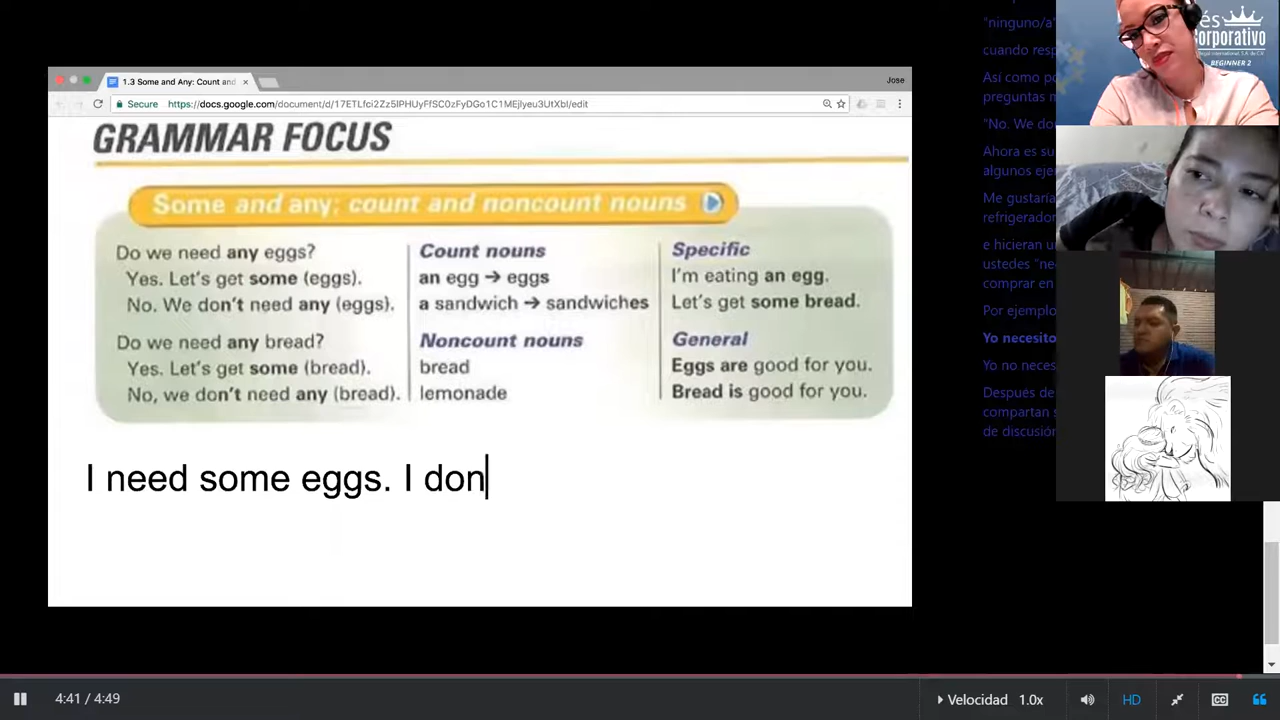 1.3 Some and Any: Count and
Jose
Secure https://docs.google.com/document/d/17ETLfci2Zz5IPHUyFfSC0zFyDGo1C1MEjlyeu3UtXbI/edit
GRAMMAR FOCUS
Some and any; count and noncount nouns
Do we need any eggs?
Yes. Let's get some (eggs).
No. We don't need any (eggs).
Do we need any bread?
Yes. Let's get some (bread).
No, we don't need any (bread).
Count nouns
an egg → eggs
a sandwich → sandwiches
Noncount nouns
bread
lemonade
Specific
I'm eating an egg.
Let's get some bread.
General
Eggs are good for you.
Bread is good for you.
I need some eggs. I don
"ninguno/a"
cuando resp
Así como po
preguntas n
"No. We do
Ahora es su
algunos eje
Me gustaría
refrigerador
e hicieran u
ustedes "ne
comprar en
Por ejemplo
Yo necesito
Yo no neces
Después de
compartan s
de discusión
és
Corporativo
BEGINNER 2
4:41 / 4:49
Velocidad 1.0x
HD
CC